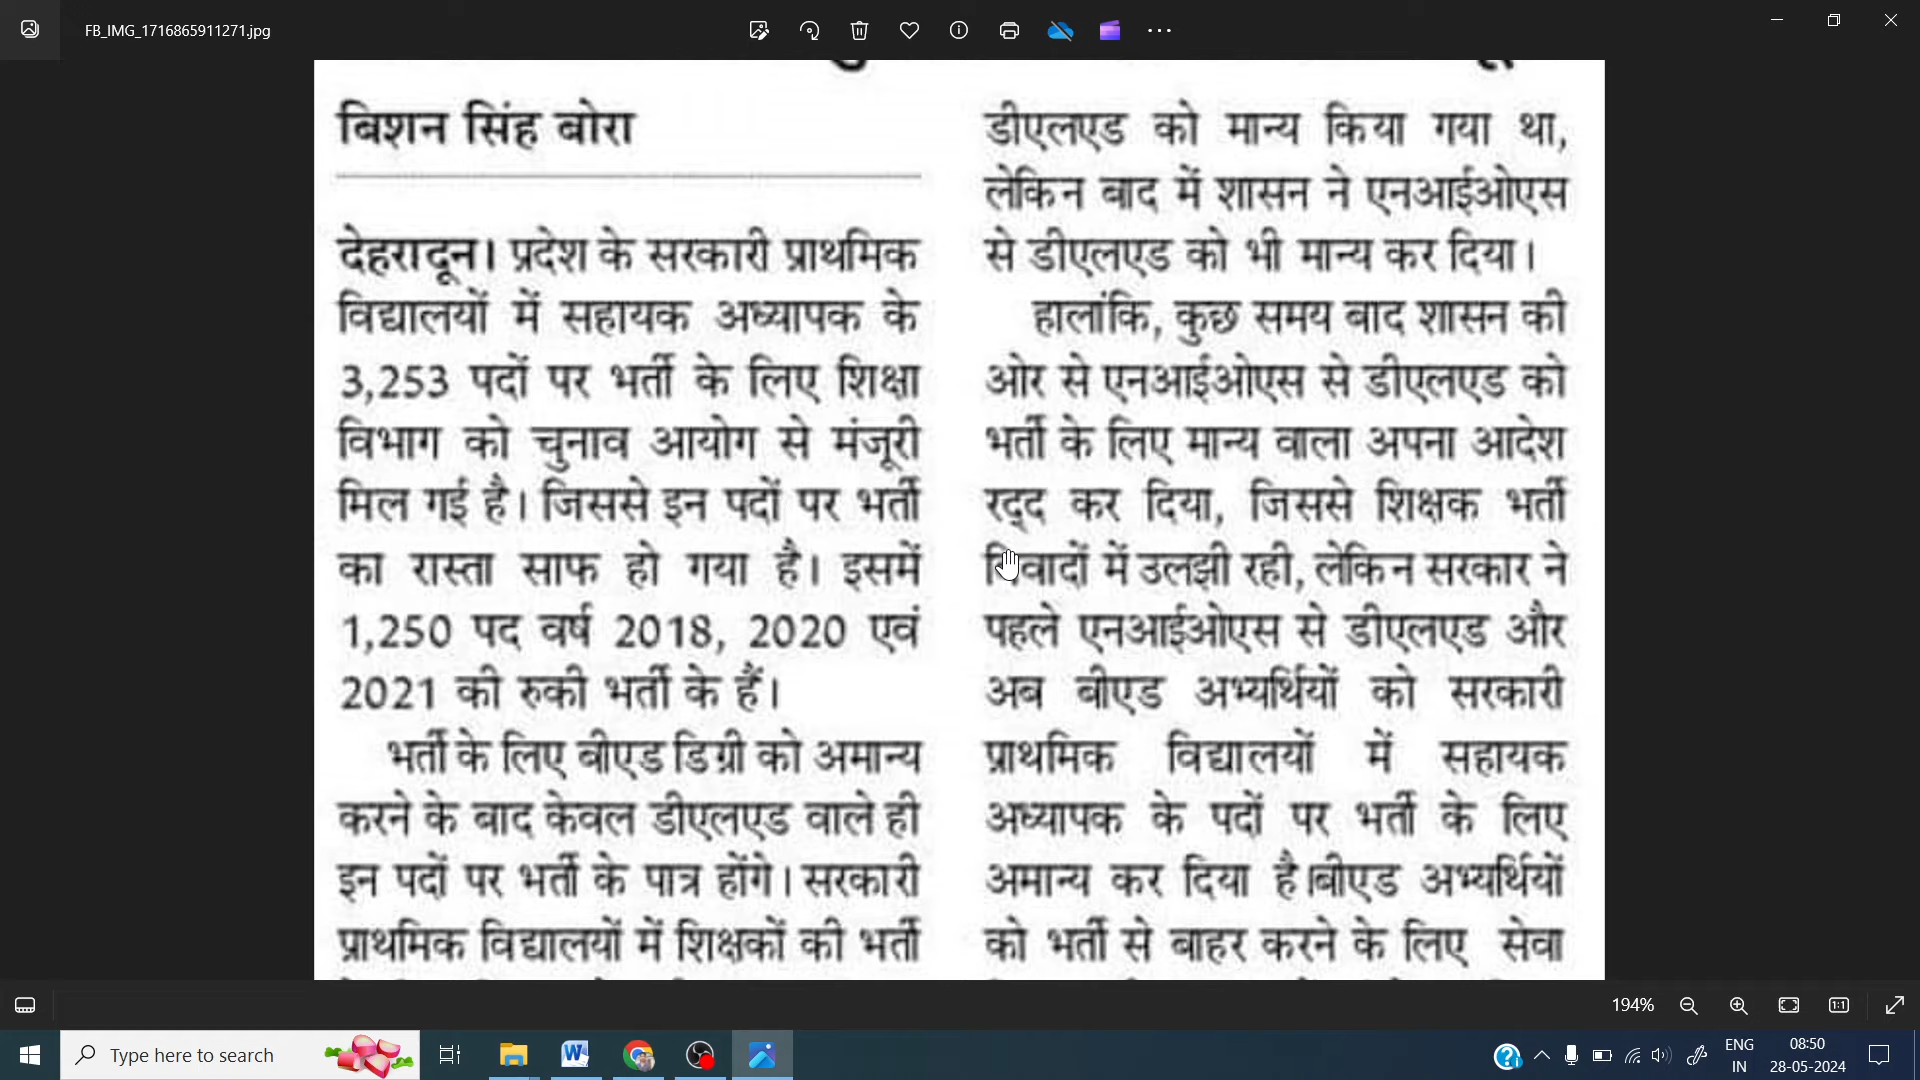 FB_IMG_1716865911271.jpg
बिशन सिंह बोरा
देहरादून। प्रदेश के सरकारी प्राथमिक
विद्यालयों में सहायक अध्यापक के
3,253 पदों पर भर्ती के लिए शिक्षा
विभाग को चुनाव आयोग से मंजूरी
मिल गई है। जिससे इन पदों पर भर्ती
का रास्ता साफ हो गया है। इसमें
1,250 पद वर्ष 2018, 2020 एवं
2021 की रुकी भर्ती के हैं।
भर्ती के लिए बीएड डिग्री को अमान्य
करने के बाद केवल डीएलएड वाले ही
इन पदों पर भर्ती के पात्र होंगे। सरकारी
प्राथमिक विद्यालयों में शिक्षकों की भर्ती
डीएलएड को मान्य किया गया था,
लेकिन बाद में शासन ने एनआईओएस
से डीएलएड को भी मान्य कर दिया।
हालांकि, कुछ समय बाद शासन की
ओर से एनआईओएस से डीएलएड को
भर्ती के लिए मान्य वाला अपना आदेश
रद्द कर दिया, जिससे शिक्षक भर्ती
विवादों में उलझी रही, लेकिन सरकार ने
पहले एनआईओएस से डीएलएड और
अब बीएड अभ्यर्थियों को सरकारी
प्राथमिक विद्यालयों में सहायक
अध्यापक के पदों पर भर्ती के लिए
अमान्य कर दिया है।बीएड अभ्यर्थियों
को भर्ती से बाहर करने के लिए सेवा
194%
1:1
Type here to search
ENG
IN
08:50
28-05-2024